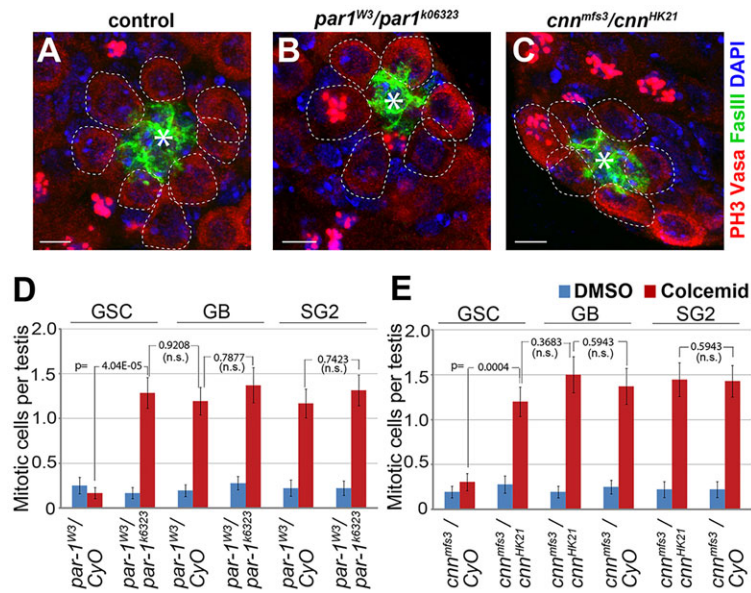 control
par1W3/par1k06323
cnnmfs3/cnnHK21
A
B
C
PH3 Vasa FasIII DAPI
D
GSC GB SG2
Mitotic cells per testis
2.0
1.5
1.0
0.5
0
p= 4.04E-05
0.9208
(n.s.)
0.7877
(n.s.)
0.7423
(n.s.)
par-1W3/
CyO
par-1W3/
par-1k6323
par-1W3/
CyO
par-1W3/
par-1k6323
par-1W3/
CyO
par-1W3/
par-1k6323
E
DMSO Colcemid
GSC GB SG2
Mitotic cells per testis
2.0
1.5
1.0
0.5
0
p= 0.0004
0.3683
(n.s.)
0.5943
(n.s.)
0.5943
(n.s.)
cnnmfs3 /
CyO
cnnmfs3 /
cnnHK21
cnnmfs3 /
cnnHK21
cnnmfs3 /
CyO
cnnmfs3 /
cnnHK21
cnnmfs3 /
CyO